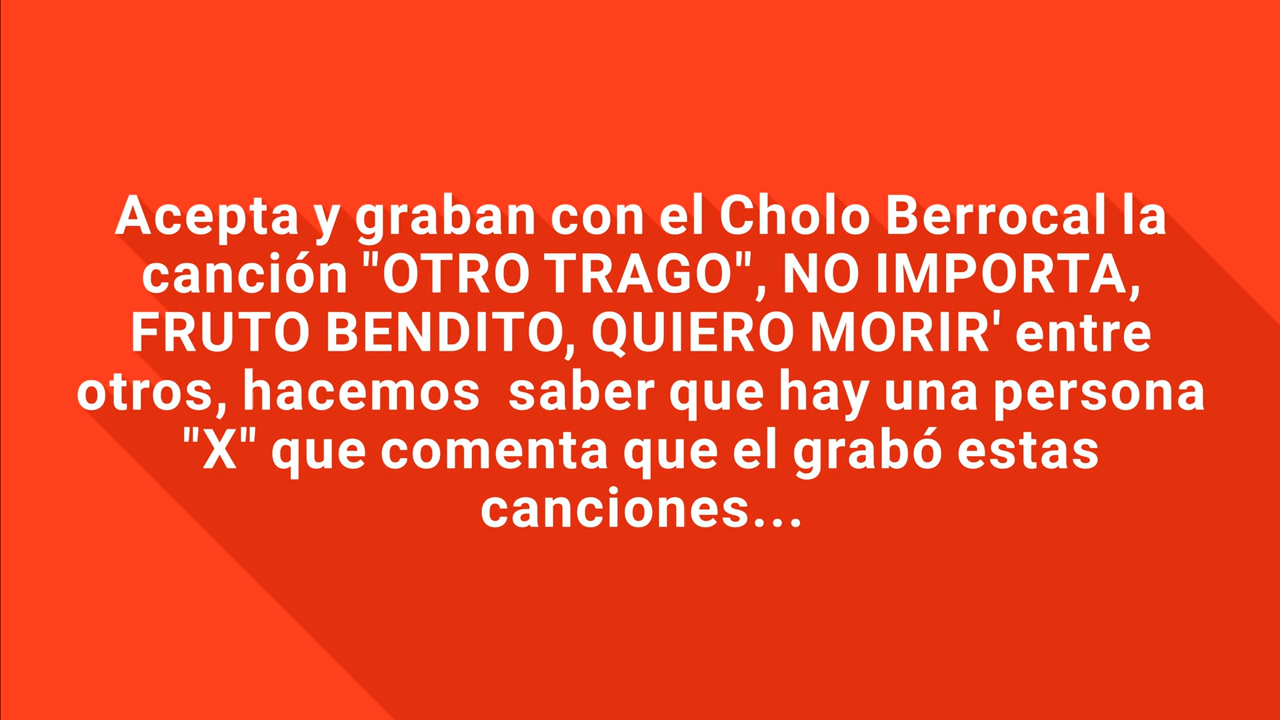 Acepta y graban con el Cholo Berrocal la
canción "OTRO TRAGO", NO IMPORTA,
FRUTO BENDITO, QUIERO MORIR' entre
otros, hacemos  saber que hay una persona
"X" que comenta que el grabó estas
canciones...